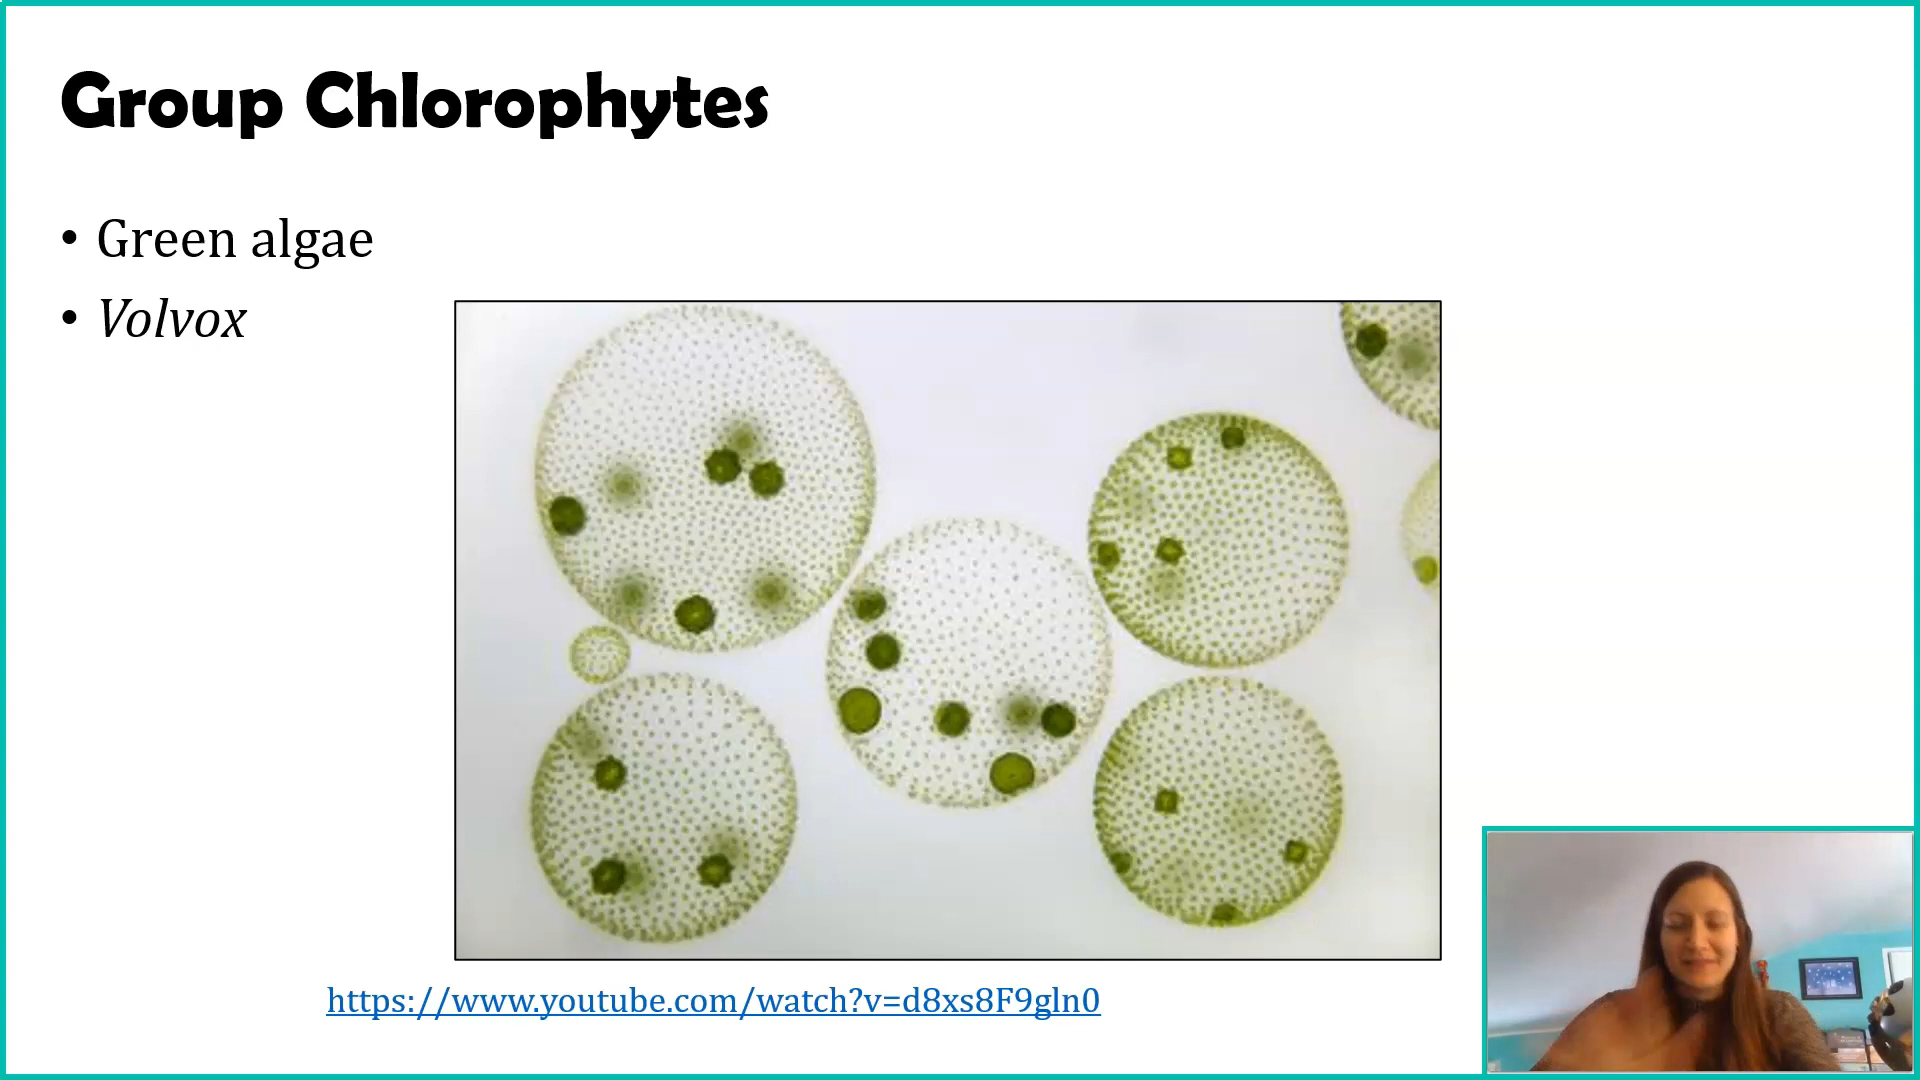 Group Chlorophytes
• Green algae
• Volvox
https://www.youtube.com/watch?v=d8xs8F9gln0